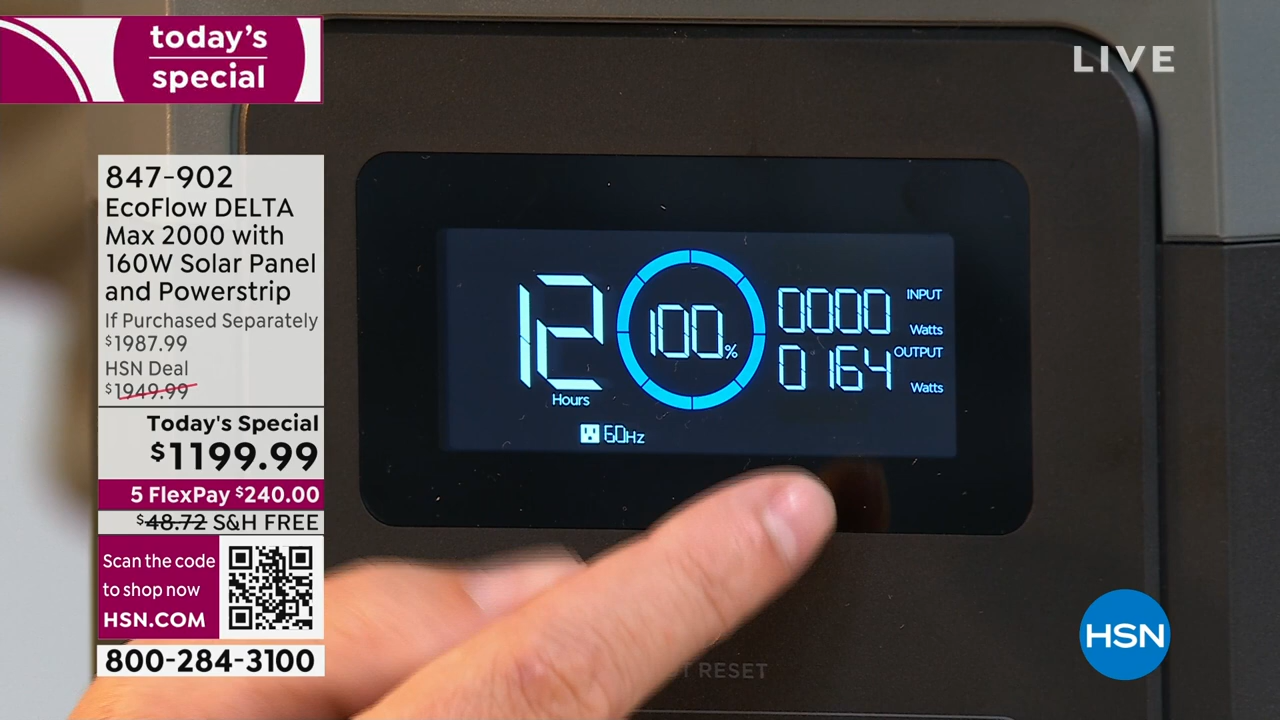 today's
special
LIVE
847-902
EcoFlow DELTA
Max 2000 with
160W Solar Panel
and Powerstrip
If Purchased Separately
$1987.99
HSN Deal
$1949.99
Today's Special
$1199.99
5 FlexPay $240.00
$48.72 S&H FREE
Scan the code
to shop now
HSN.COM
800-284-3100
12
Hours
100%
0000 INPUT
Watts
0164 OUTPUT
Watts
60Hz
RESET
HSN